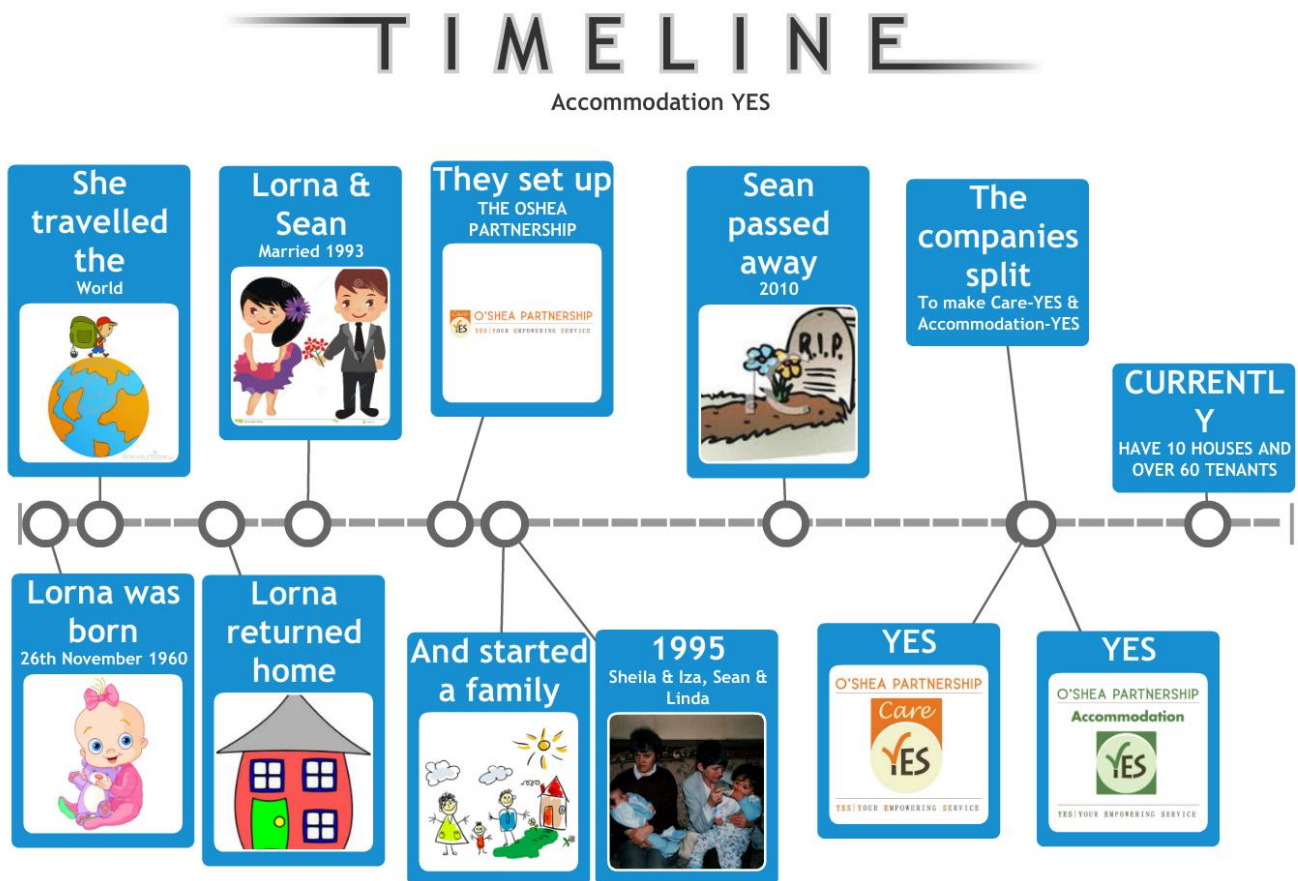 TIMELINE
Accommodation YES
She
travelled
the
World
Lorna &
Sean
Married 1993
They set up
THE OSHEA
PARTNERSHIP
Care
YES
O'SHEA PARTNERSHIP
YES|YOUR EMPOWERING SERVICE
Sean
passed
away
2010
R.I.P.
The
companies
split
To make Care-YES &
Accommodation-YES
CURRENTL
Y
HAVE 10 HOUSES AND
OVER 60 TENANTS
Lorna was
born
26th November 1960
Lorna
returned
home
And started
a family
1995
Sheila & Iza, Sean &
Linda
YES
O'SHEA PARTNERSHIP
Care
YES
YES|YOUR EMPOWERING SERVICE
YES
O'SHEA PARTNERSHIP
Accommodation
YES
YES|YOUR EMPOWERING SERVICE